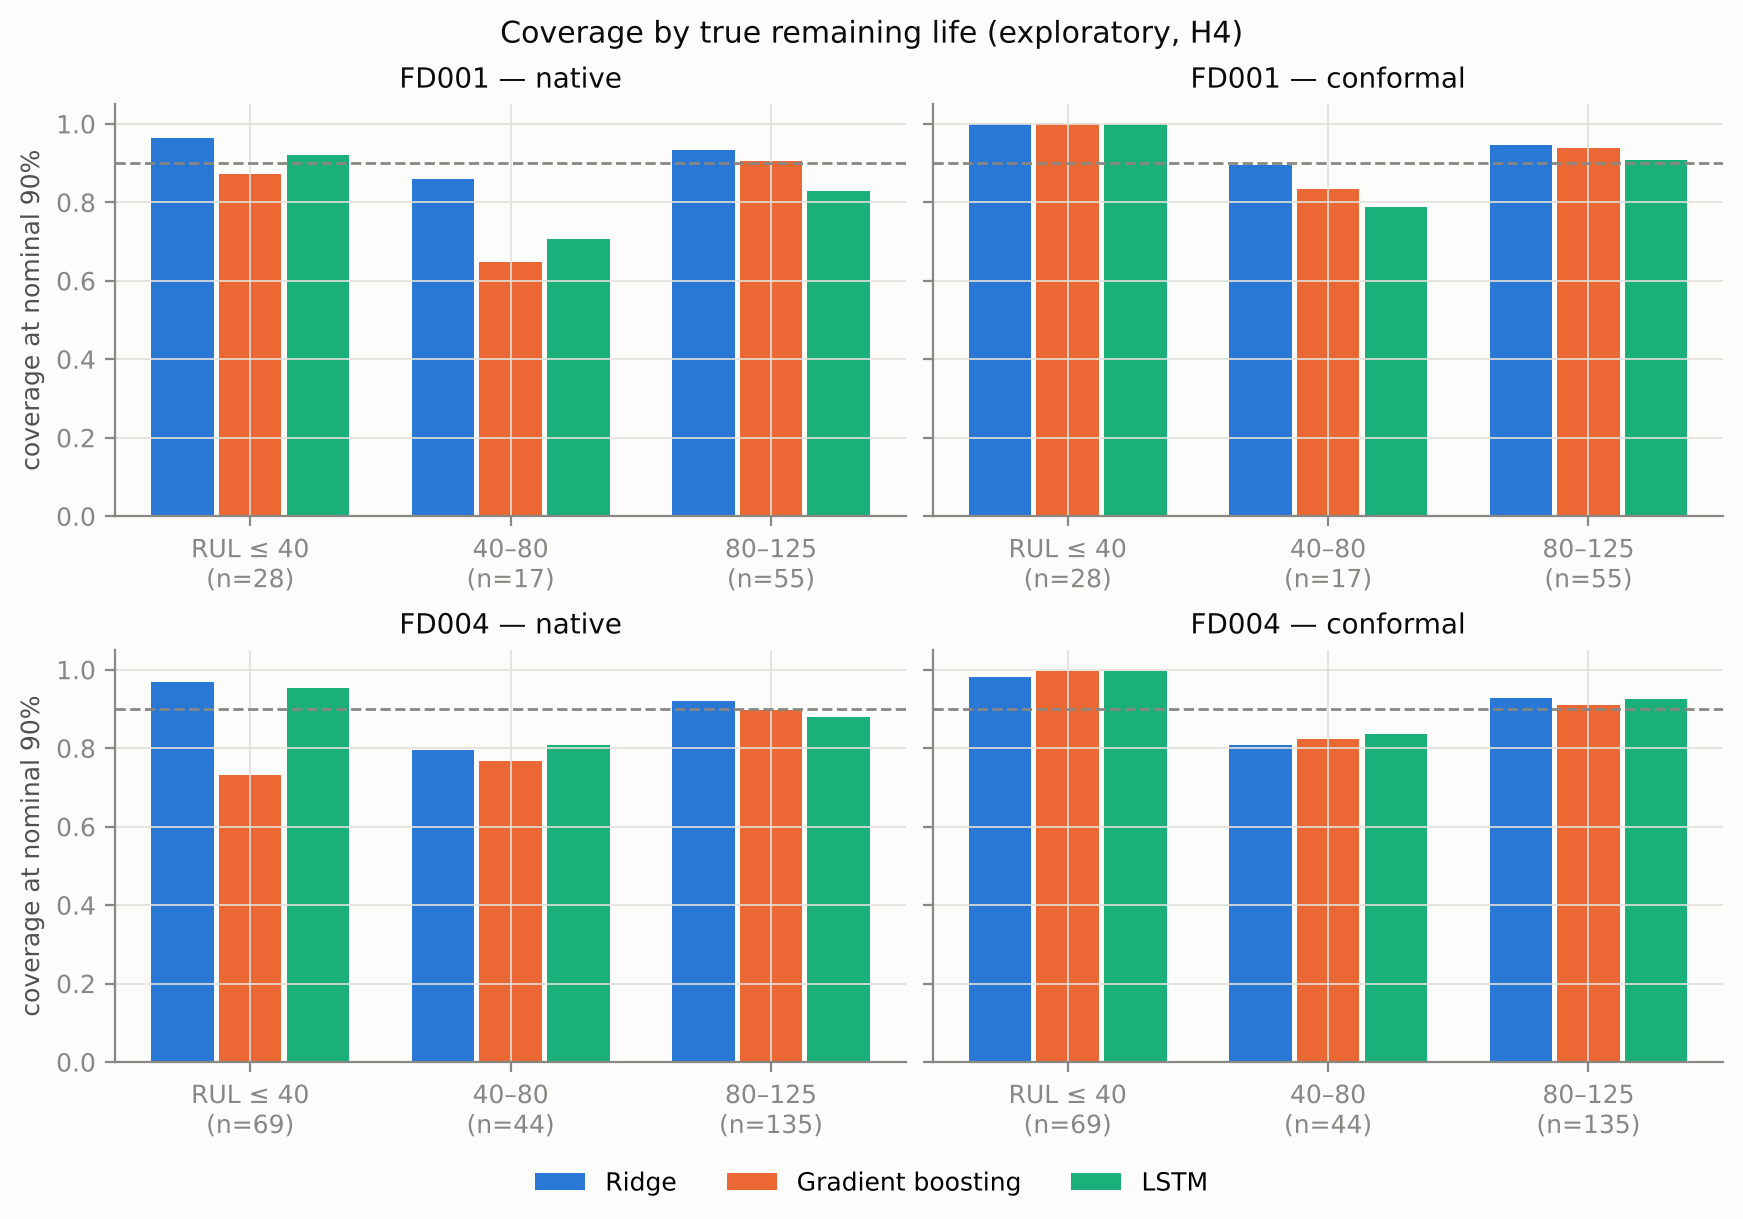 Coverage by true remaining life (exploratory, H4)
FD001 — native
FD001 — conformal
coverage at nominal 90%
1.0
0.8
0.6
0.4
0.2
0.0
RUL ≤ 40
(n=28)
40–80
(n=17)
80–125
(n=55)
RUL ≤ 40
(n=28)
40–80
(n=17)
80–125
(n=55)
FD004 — native
FD004 — conformal
coverage at nominal 90%
1.0
0.8
0.6
0.4
0.2
0.0
RUL ≤ 40
(n=69)
40–80
(n=44)
80–125
(n=135)
RUL ≤ 40
(n=69)
40–80
(n=44)
80–125
(n=135)
Ridge
Gradient boosting
LSTM